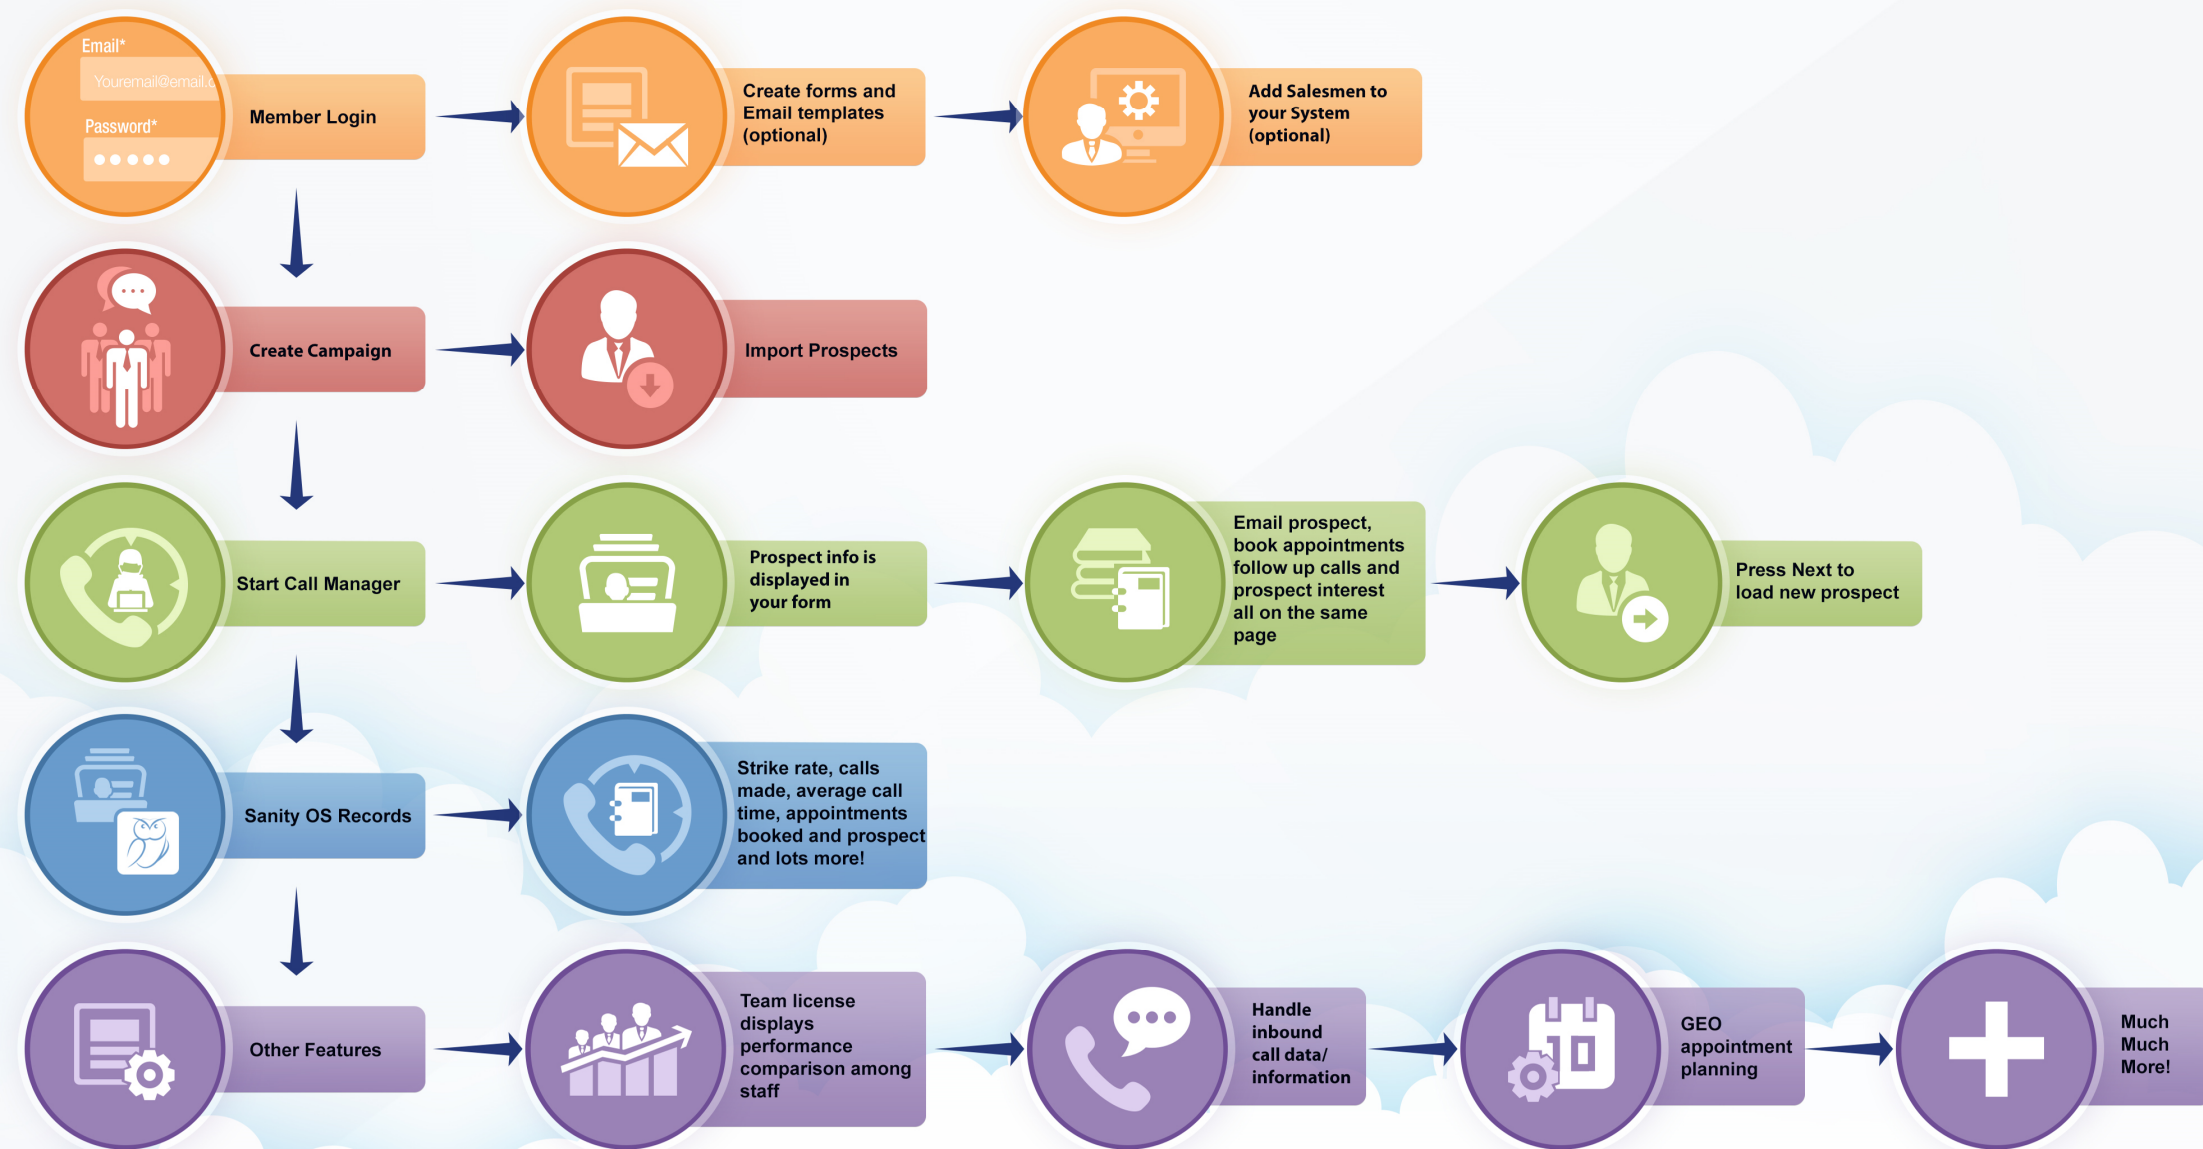 Email*
Youremail@email.c
Password*
Member Login
Create forms and
Email templates
(optional)
Add Salesmen to
your System
(optional)
Create Campaign
Import Prospects
Start Call Manager
Prospect info is
displayed in
your form
Email prospect,
book appointments
follow up calls and
prospect interest
all on the same
page
Press Next to
load new prospect
Sanity OS Records
Strike rate, calls
made, average call
time, appointments
booked and prospect
and lots more!
Other Features
Team license
displays
performance
comparison among
staff
Handle
inbound
call data/
information
10
GEO
appointment
planning
Much
Much
More!